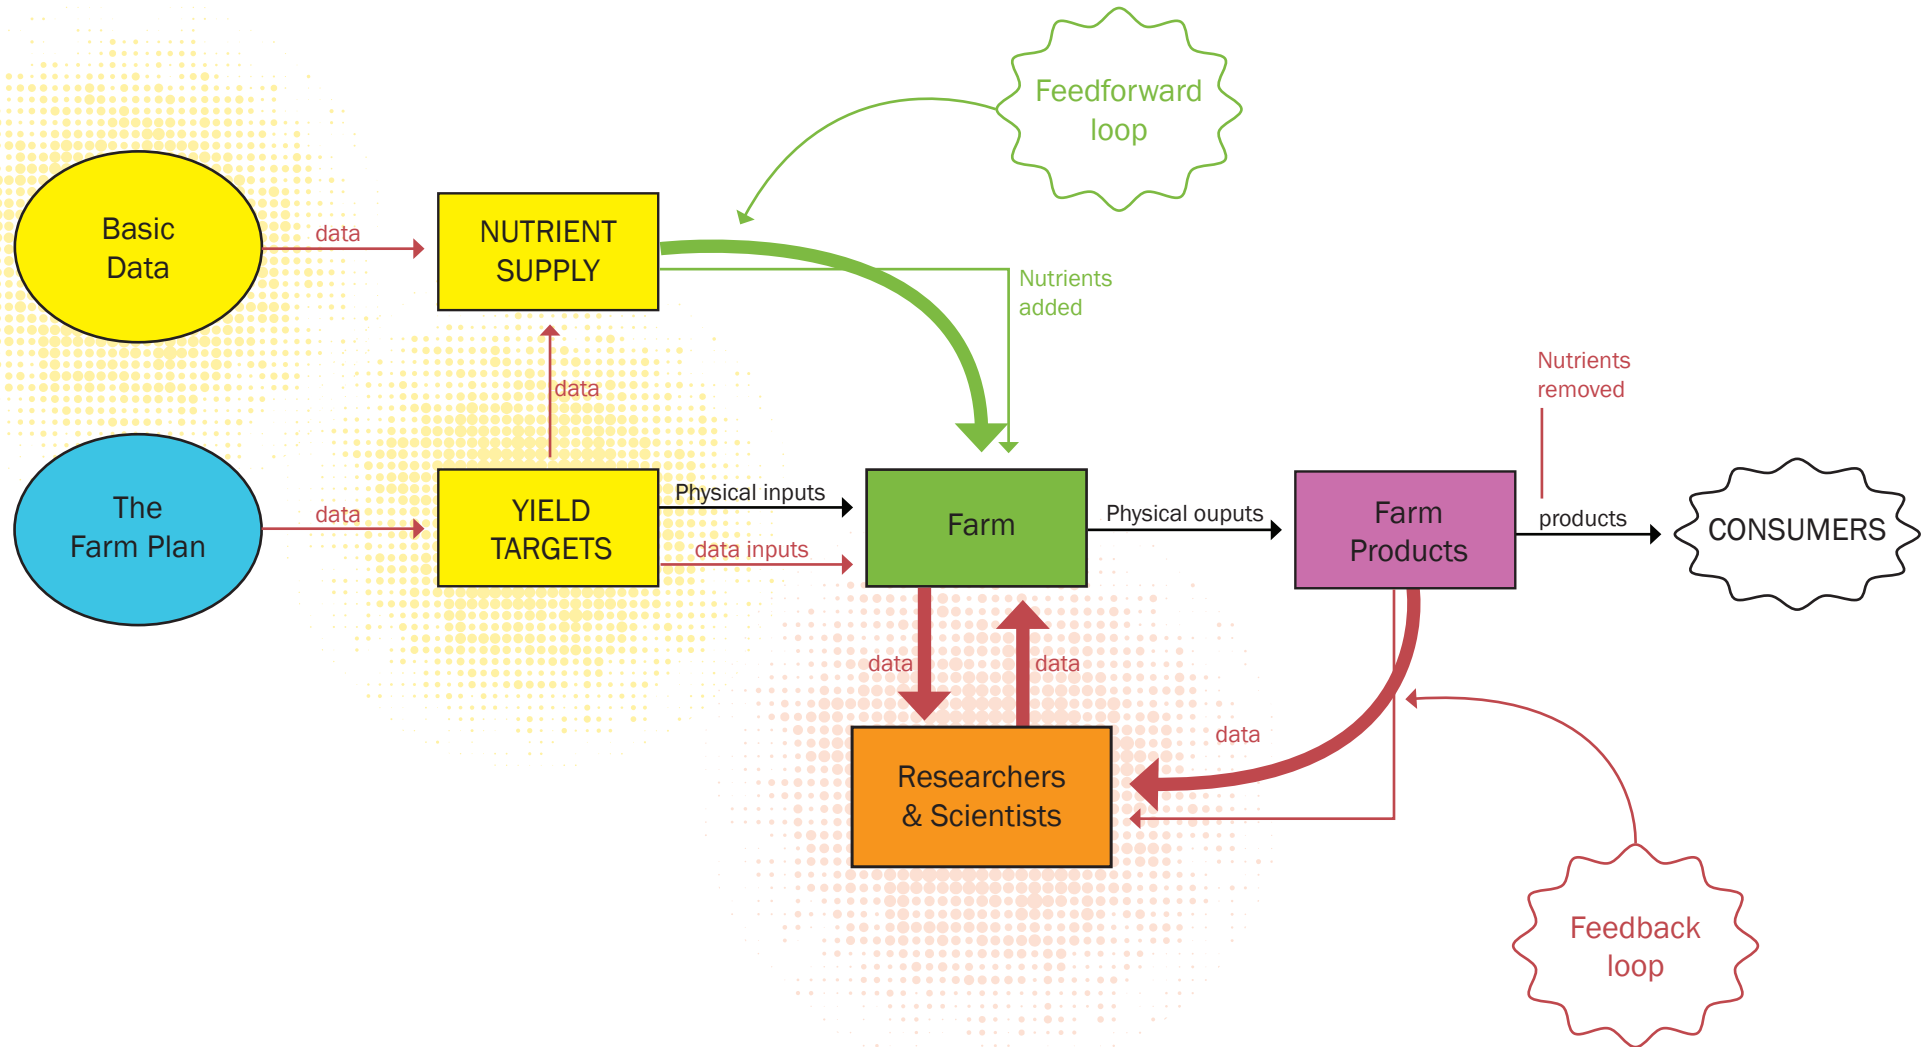 Feedforward
loop
Basic
Data
data
NUTRIENT
SUPPLY
Nutrients
added
data
Nutrients
removed
The
Farm Plan
data
YIELD
TARGETS
Physical inputs
data inputs
Farm
Physical ouputs
Farm
Products
products
CONSUMERS
data
data
data
Researchers
& Scientists
Feedback
loop